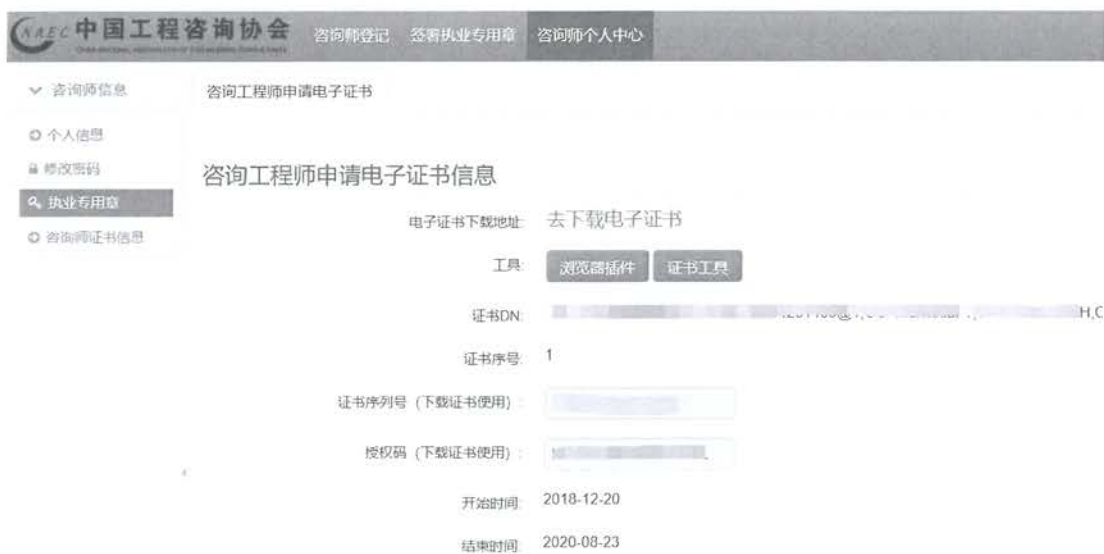 NAEC 中国工程咨询协会 咨询师登记 签署执业专用章 咨询师个人中心
咨询师信息
咨询工程师申请电子证书
个人信息
修改密码
执业专用章
咨询师证书信息
咨询工程师申请电子证书信息
电子证书下载地址: 去下载电子证书
工具: 浏览器插件 证书工具
证书DN: H,C
证书序号: 1
证书序列号 (下载证书使用) :
授权码 (下载证书使用) :
开始时间: 2018-12-20
结束时间: 2020-08-23